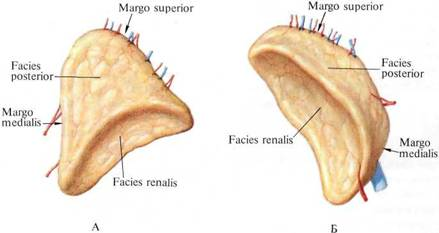 Margo superior
Facies
posterior
Margo
medialis
Facies renalis
А
Margo superior
Facies
posterior
Facies renalis
Margo
medialis
Б